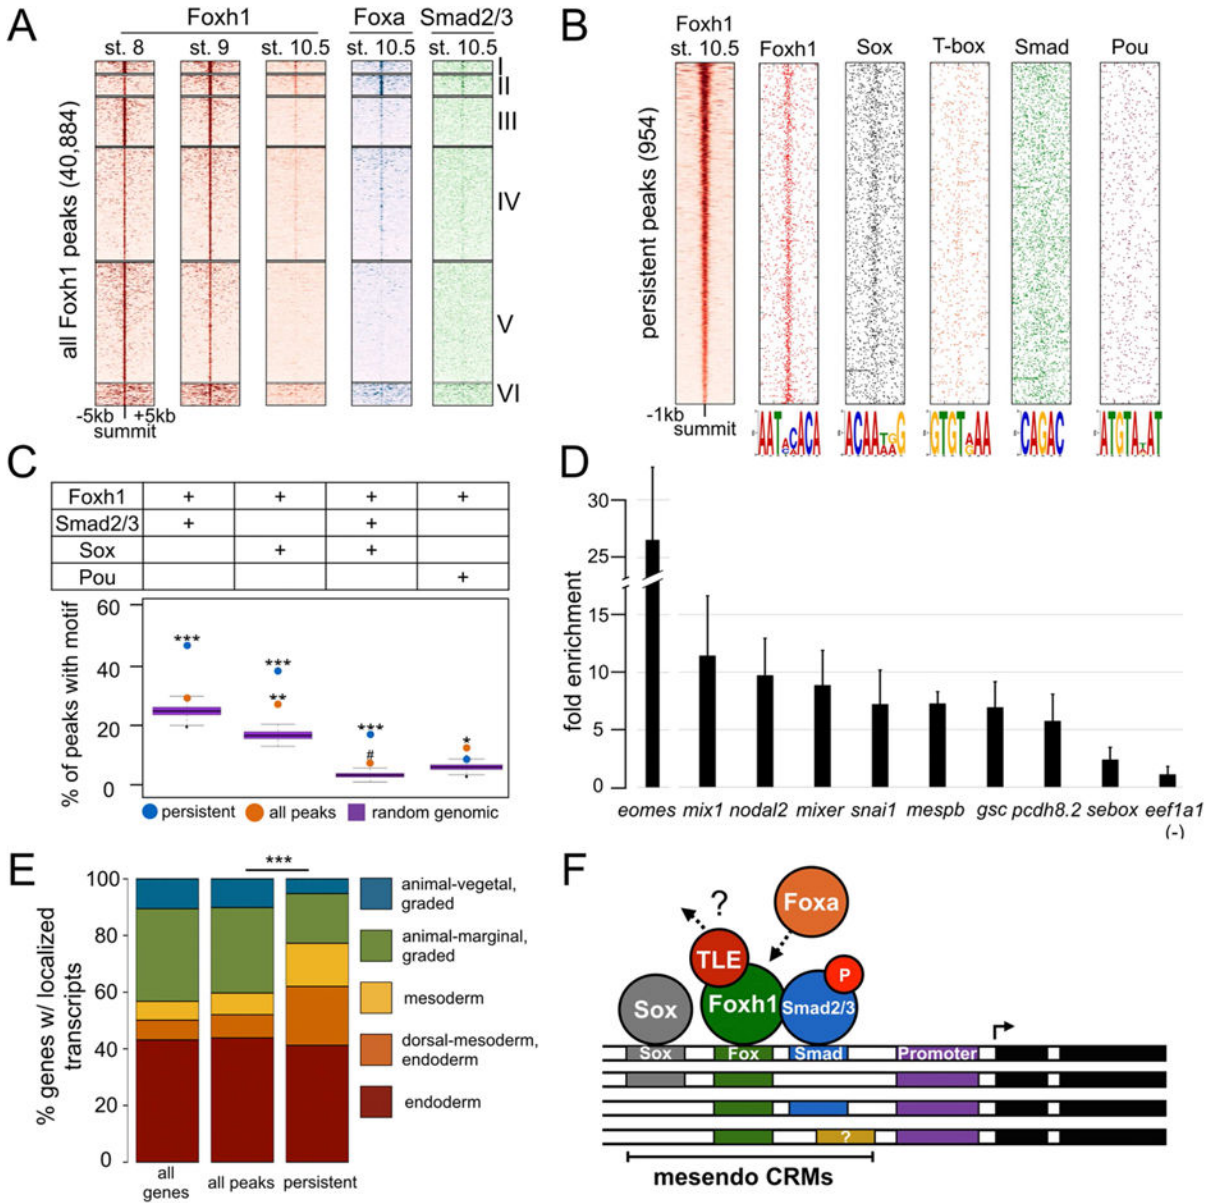 A
Foxh1
Foxa
Smad2/3
st. 8
st. 9
st. 10.5
st. 10.5
st. 10.5
all Foxh1 peaks (40,884)
I
II
III
IV
V
VI
-5kb
+5kb
summit
B
Foxh1
st. 10.5
Foxh1
Sox
T-box
Smad
Pou
persistent peaks (954)
-1kb
summit
C
Foxh1 + + + +
Smad2/3 + +
Sox + +
Pou +
% of peaks with motif
60
40
20
0
***
***
**
***
#
*
persistent
all peaks
random genomic
D
fold enrichment
30
25
15
10
5
0
eomes mix1 nodal2 mixer snai1 mespb gsc pcdh8.2 sebox eef1a1
(-)
E
% genes w/ localized
transcripts
100
80
60
40
20
0
***
all
genes
all peaks
persistent
animal-vegetal,
graded
animal-marginal,
graded
mesoderm
dorsal-mesoderm,
endoderm
endoderm
F
?
Foxa
TLE
P
Sox
Foxh1
Smad2/3
Sox
Fox
Smad
Promoter
?
mesendo CRMs